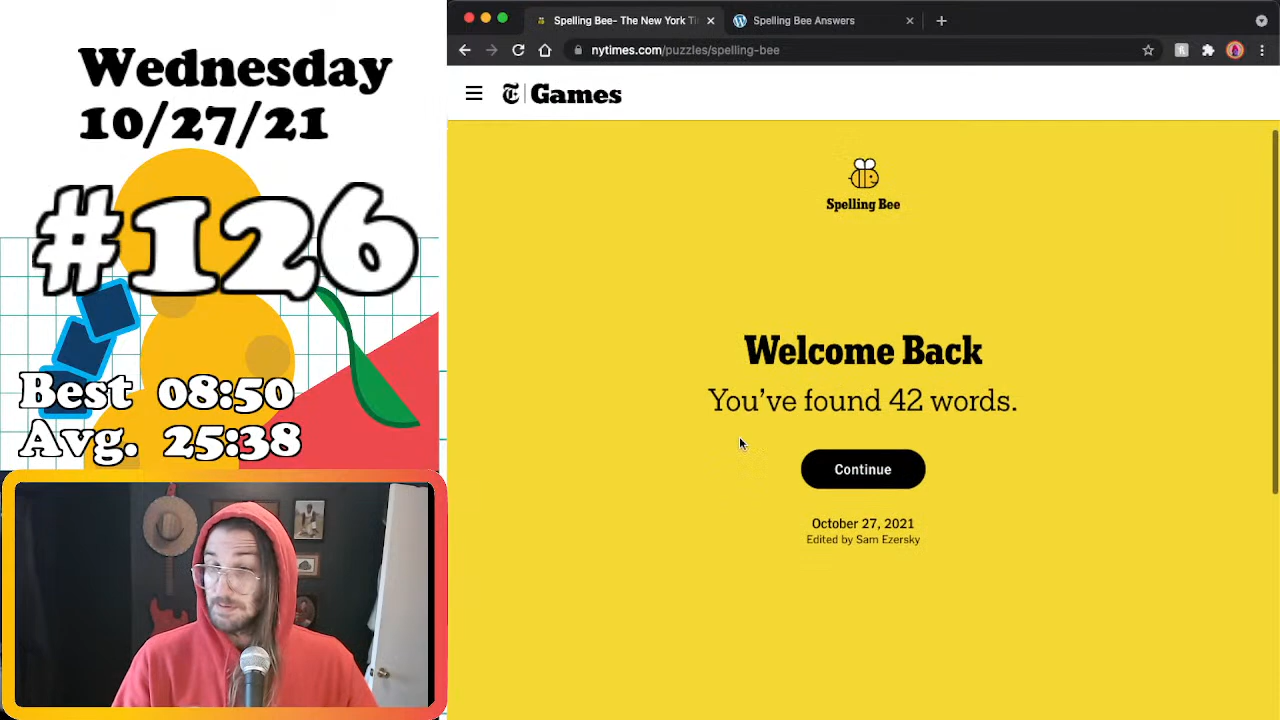 Wednesday
10/27/21
#126
Best 08:50
Avg. 25:38
Spelling Bee- The New York Ti
Spelling Bee Answers
nytimes.com/puzzles/spelling-bee
T Games
Spelling Bee
Welcome Back
You've found 42 words.
Continue
October 27, 2021
Edited by Sam Ezersky